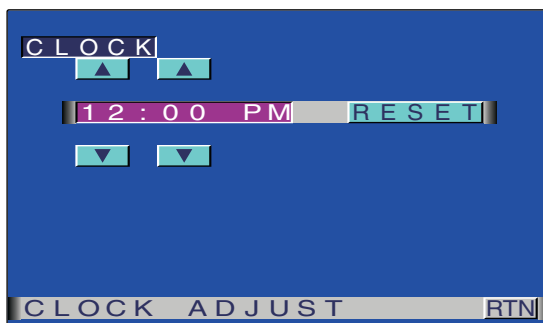 CLOCK
▲ ▲
12:00 PM RESET
▼ ▼
CLOCK ADJUST RTN